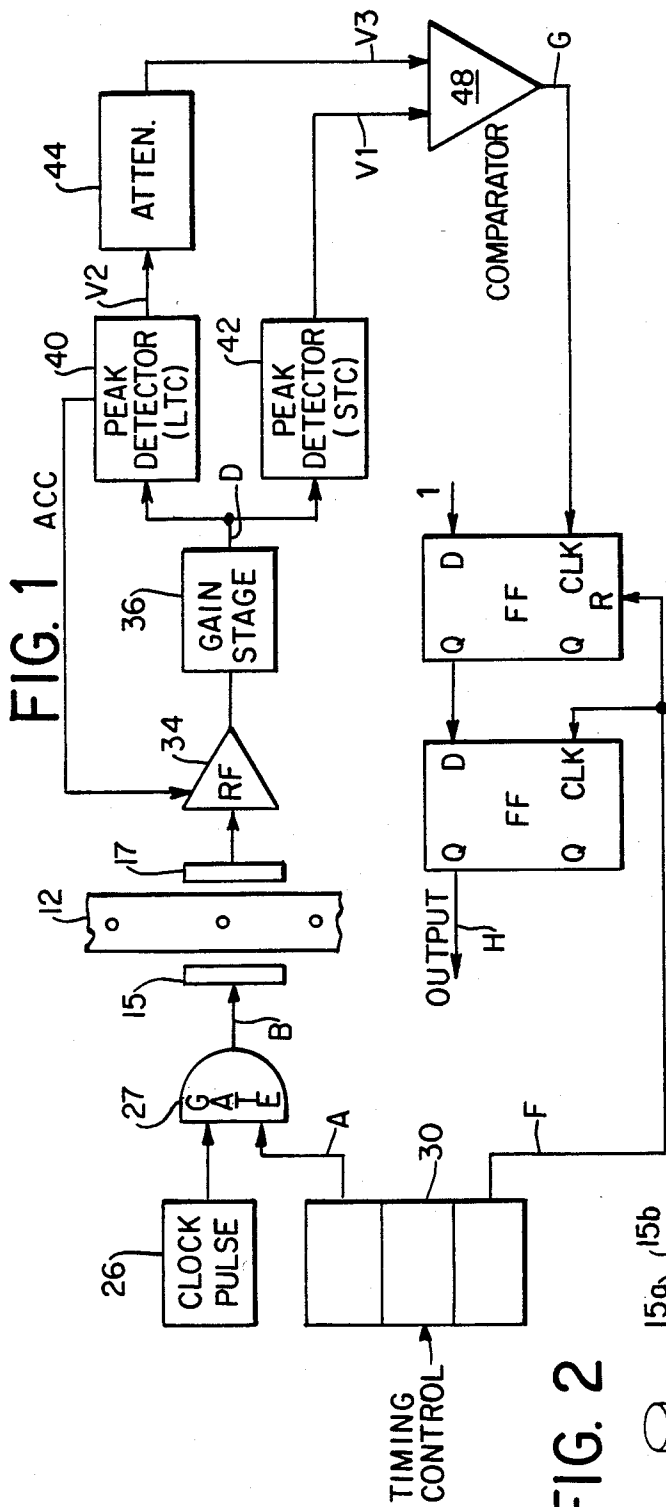 FIG. 1
ACC
12
17
34
RF
36
GAIN
STAGE
D
40
PEAK
DETECTOR
(LTC)
V2
44
ATTEN.
V3
42
PEAK
DETECTOR
(STC)
V1
48
COMPARATOR
G
26
CLOCK
PULSE
27
GATE
B
15
A
30
TIMING
CONTROL
F
OUTPUT
H
Q
D
FF
Q
CLK
Q
D
1
FF
Q
CLK
R
FIG. 2
15a
15b